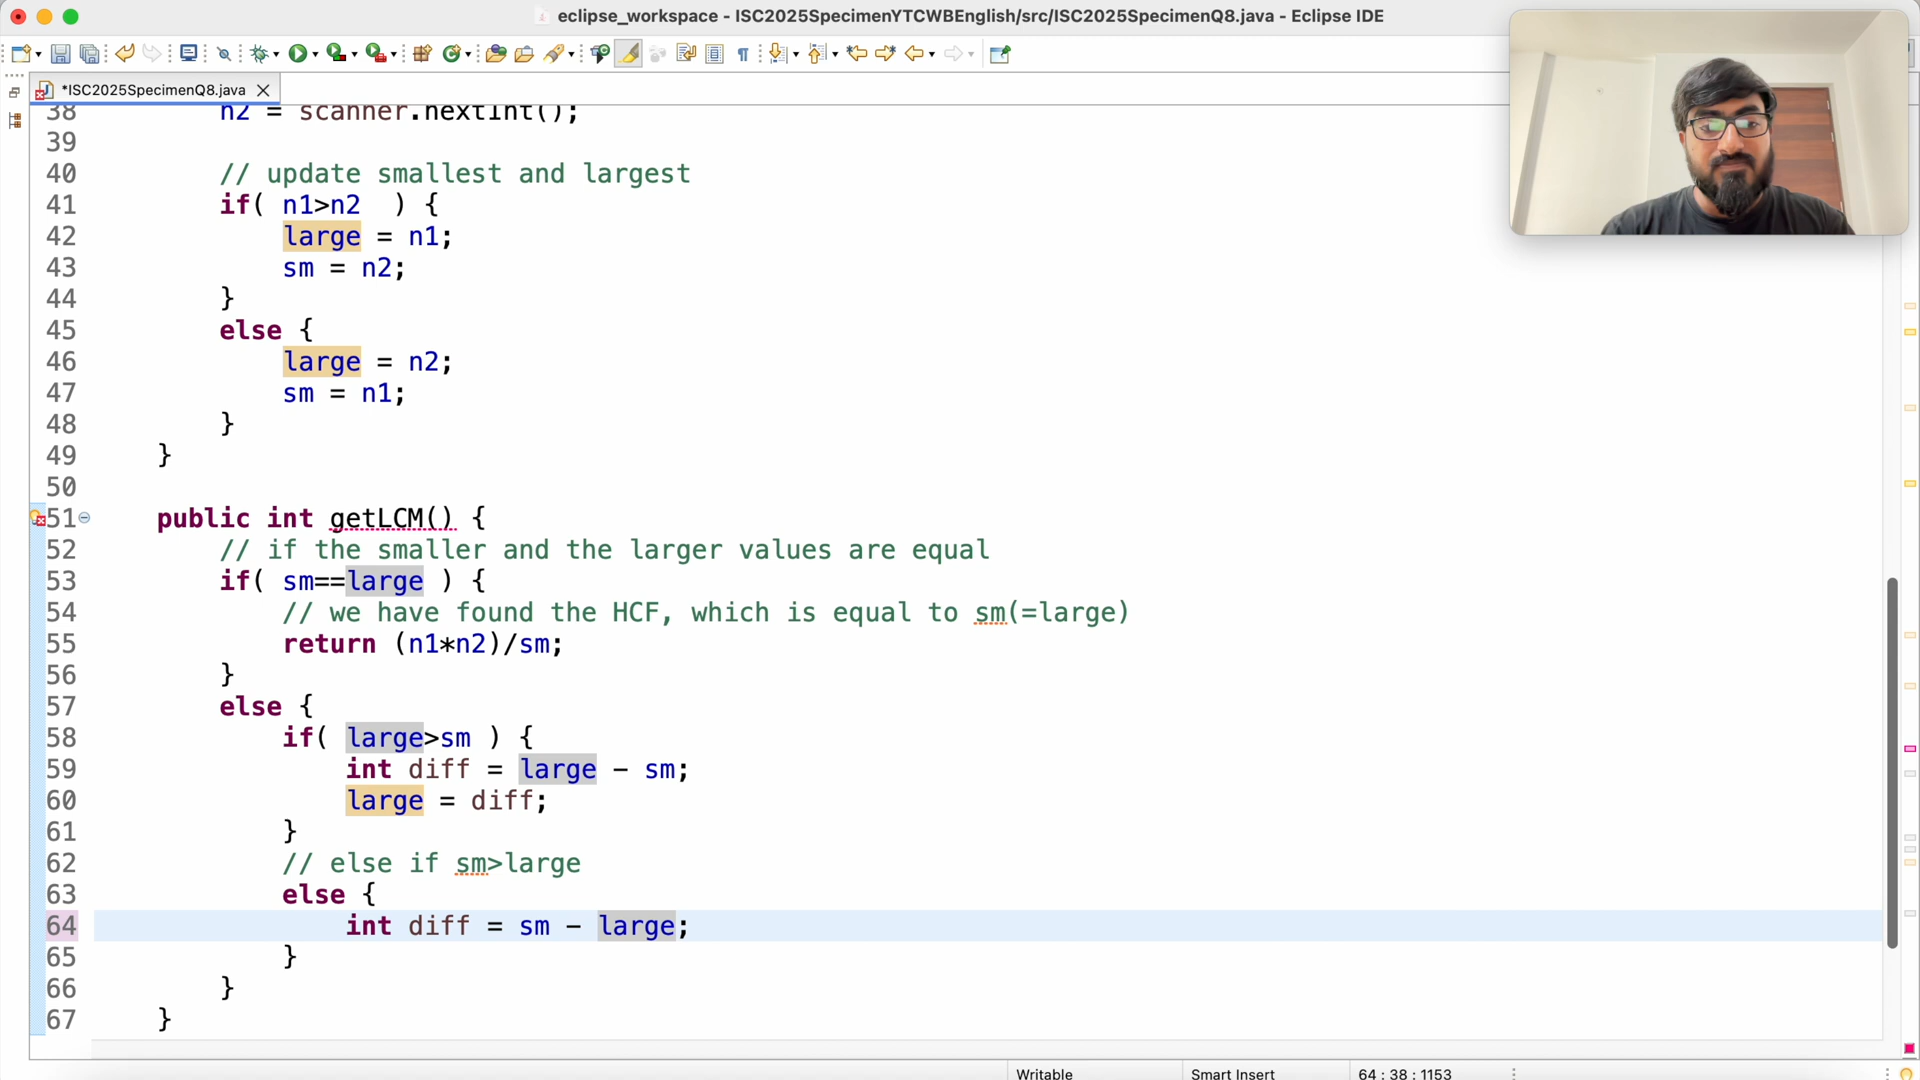 eclipse_workspace - ISC2025SpecimenYTCWBEnglish/src/ISC2025SpecimenQ8.java - Eclipse IDE
*ISC2025SpecimenQ8.java
38 n2 = scanner.nextInt();
39
40 // update smallest and largest
41 if( n1>n2  ) {
42 large = n1;
43 sm = n2;
44 }
45 else {
46 large = n2;
47 sm = n1;
48 }
49 }
50
51 public int getLCM() {
52 // if the smaller and the larger values are equal
53 if( sm==large ) {
54 // we have found the HCF, which is equal to sm(=large)
55 return (n1*n2)/sm;
56 }
57 else {
58 if( large>sm ) {
59 int diff = large - sm;
60 large = diff;
61 }
62 // else if sm>large
63 else {
64 int diff = sm - large;
65 }
66 }
67 }
Writable Smart Insert 64 : 38 : 1153